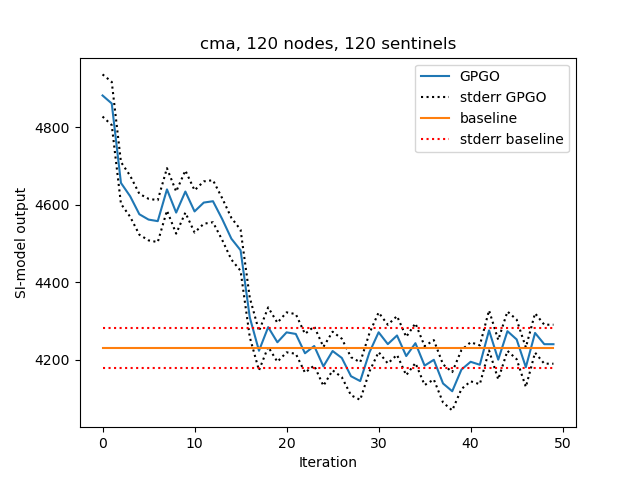 cma, 120 nodes, 120 sentinels
GPGO
stderr GPGO
baseline
stderr baseline
SI-model output
4800
4600
4400
4200
0 10 20 30 40 50
Iteration